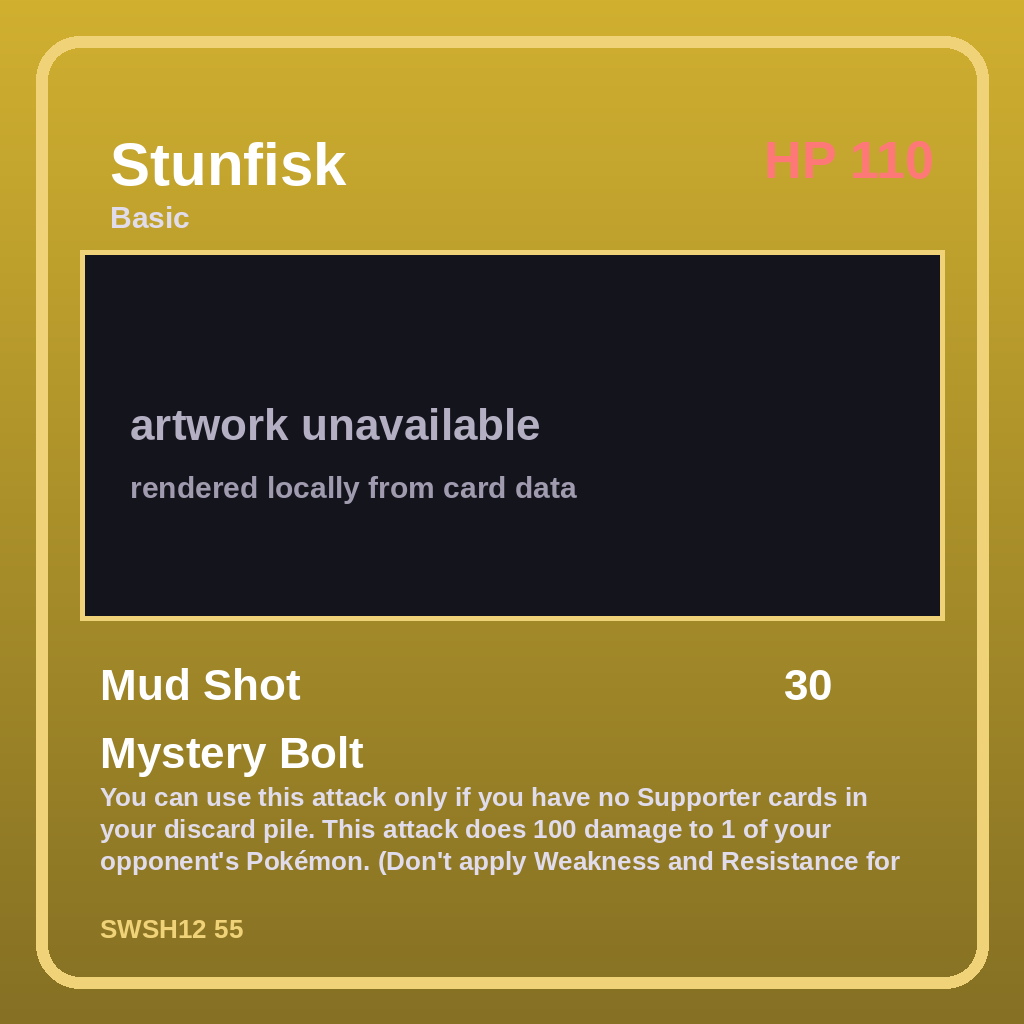 Stunfisk
HP 110
Basic
artwork unavailable
rendered locally from card data
Mud Shot
30
Mystery Bolt
You can use this attack only if you have no Supporter cards in
your discard pile. This attack does 100 damage to 1 of your
opponent's Pokémon. (Don't apply Weakness and Resistance for
SWSH12 55